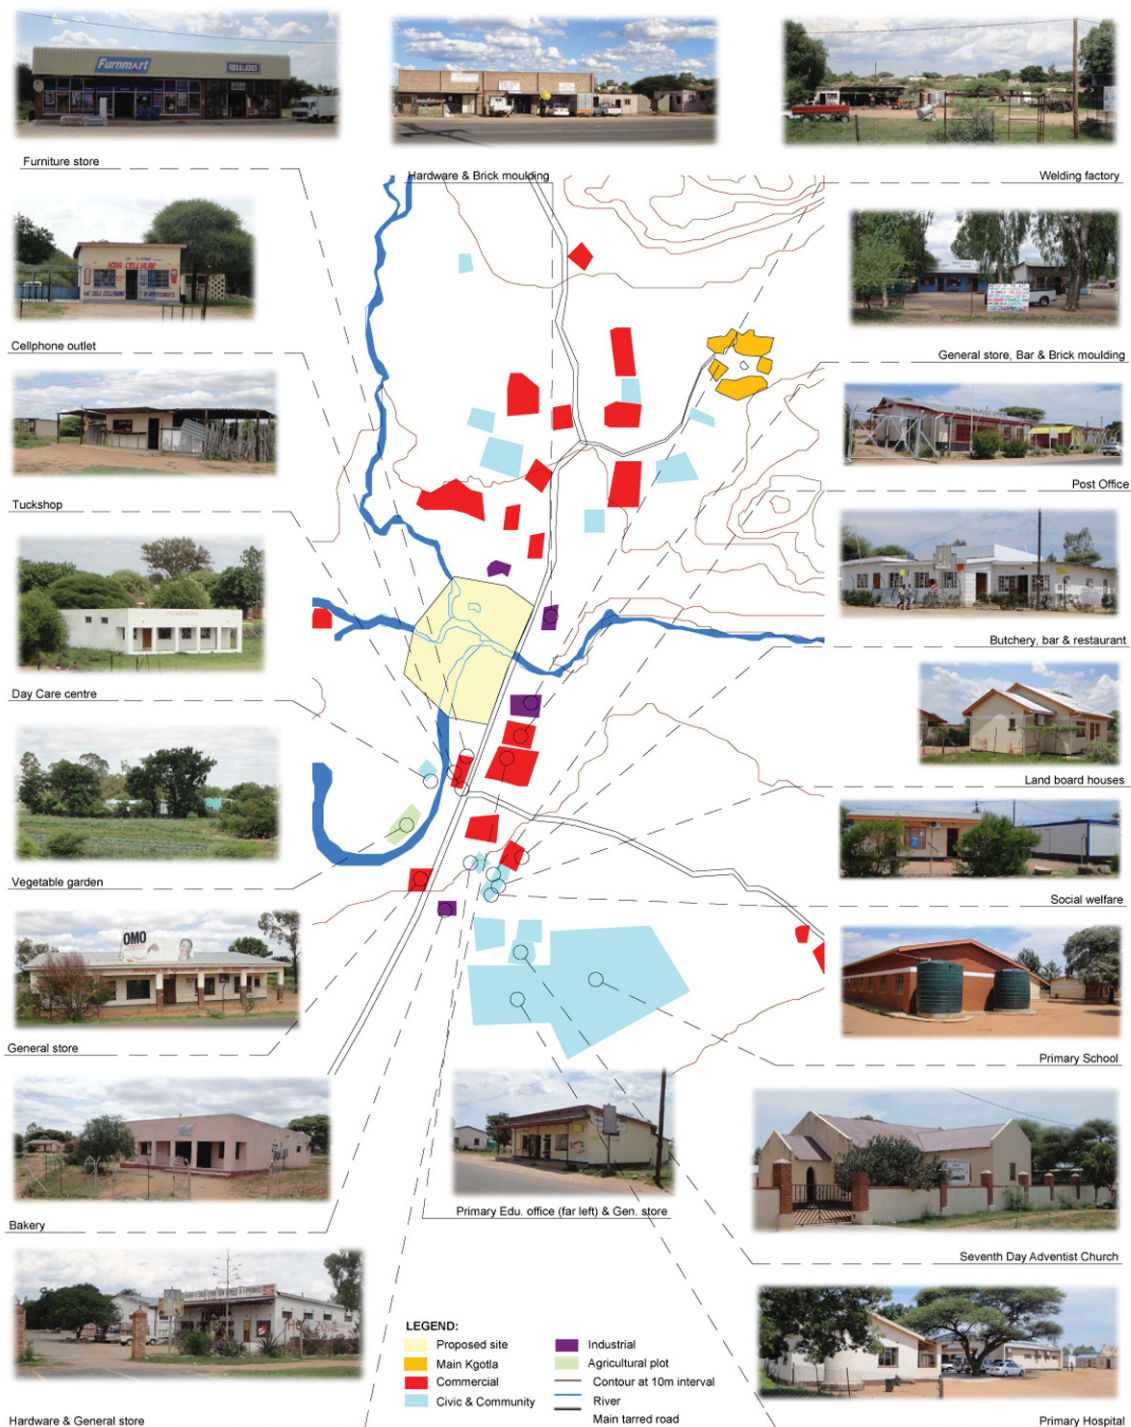 Furnmart
KIDS & LADIES
Furniture store
Hardware & Brick moulding
Welding factory
CELLULAR
Cellphone outlet
General store, Bar & Brick moulding
Tuckshop
Post Office
Day Care centre
Butchery, bar & restaurant
Land board houses
Vegetable garden
Social welfare
OMO
General store
Primary School
Bakery
Primary Edu. office (far left) & Gen. store
Seventh Day Adventist Church
Hardware & General store
Primary Hospital
LEGEND:
Proposed site
Main Kgotla
Commercial
Civic & Community
Industrial
Agricultural plot
Contour at 10m interval
River
Main tarred road